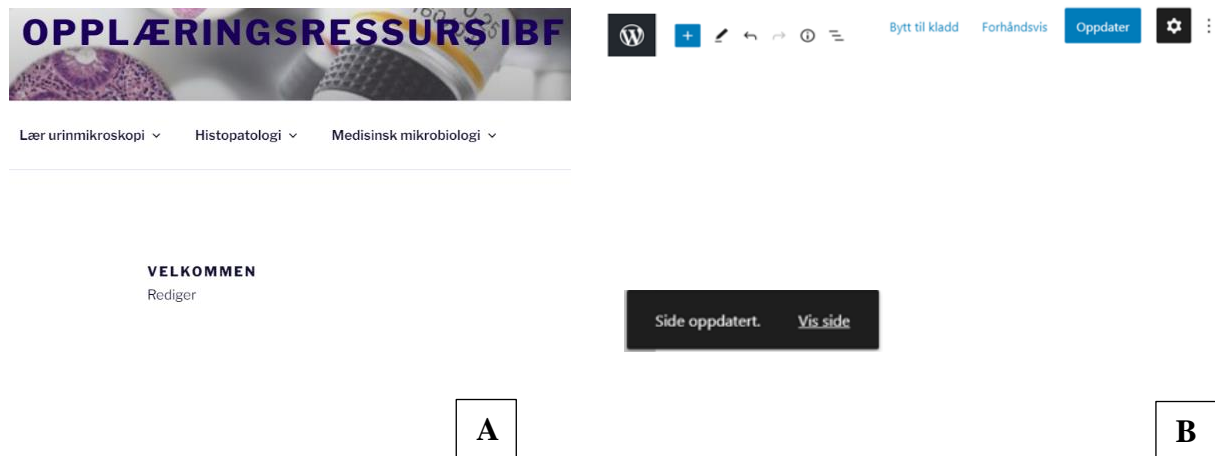 OPPLÆRINGSRESSURS IBF
Lær urinmikroskopi
Histopatologi
Medisinsk mikrobiologi
VELKOMMEN
Rediger
A
Bytt til kladd
Forhåndsvis
Oppdater
Side oppdatert.
Vis side
B